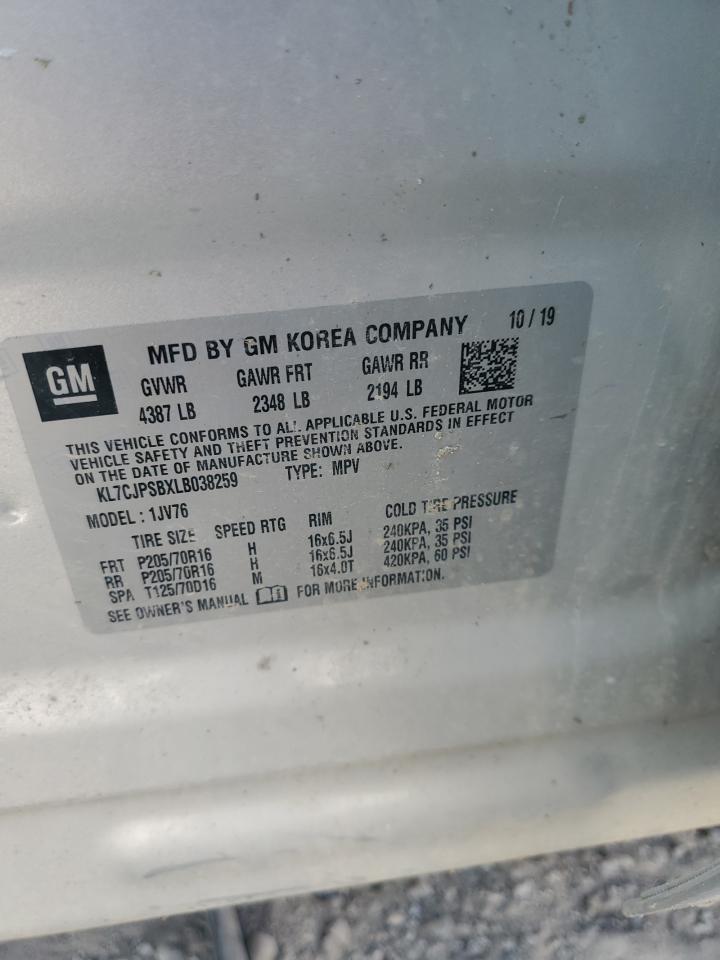 GM
MFD BY GM KOREA COMPANY 10/19
GVWR GAWR FRT GAWR RR
4387 LB 2348 LB 2194 LB
THIS VEHICLE CONFORMS TO ALL APPLICABLE U.S. FEDERAL MOTOR
VEHICLE SAFETY AND THEFT PREVENTION STANDARDS IN EFFECT
ON THE DATE OF MANUFACTURE SHOWN ABOVE.
KL7CJPSBXLB038259 TYPE: MPV
MODEL: 1JV76
TIRE SIZE SPEED RTG RIM COLD TIRE PRESSURE
FRT P205/70R16 H 16x6.5J 240KPA, 35 PSI
RR P205/70R16 H 16x6.5J 240KPA, 35 PSI
SPA T125/70D16 M 16x4.0T 420KPA, 60 PSI
SEE OWNER'S MANUAL FOR MORE INFORMATION.